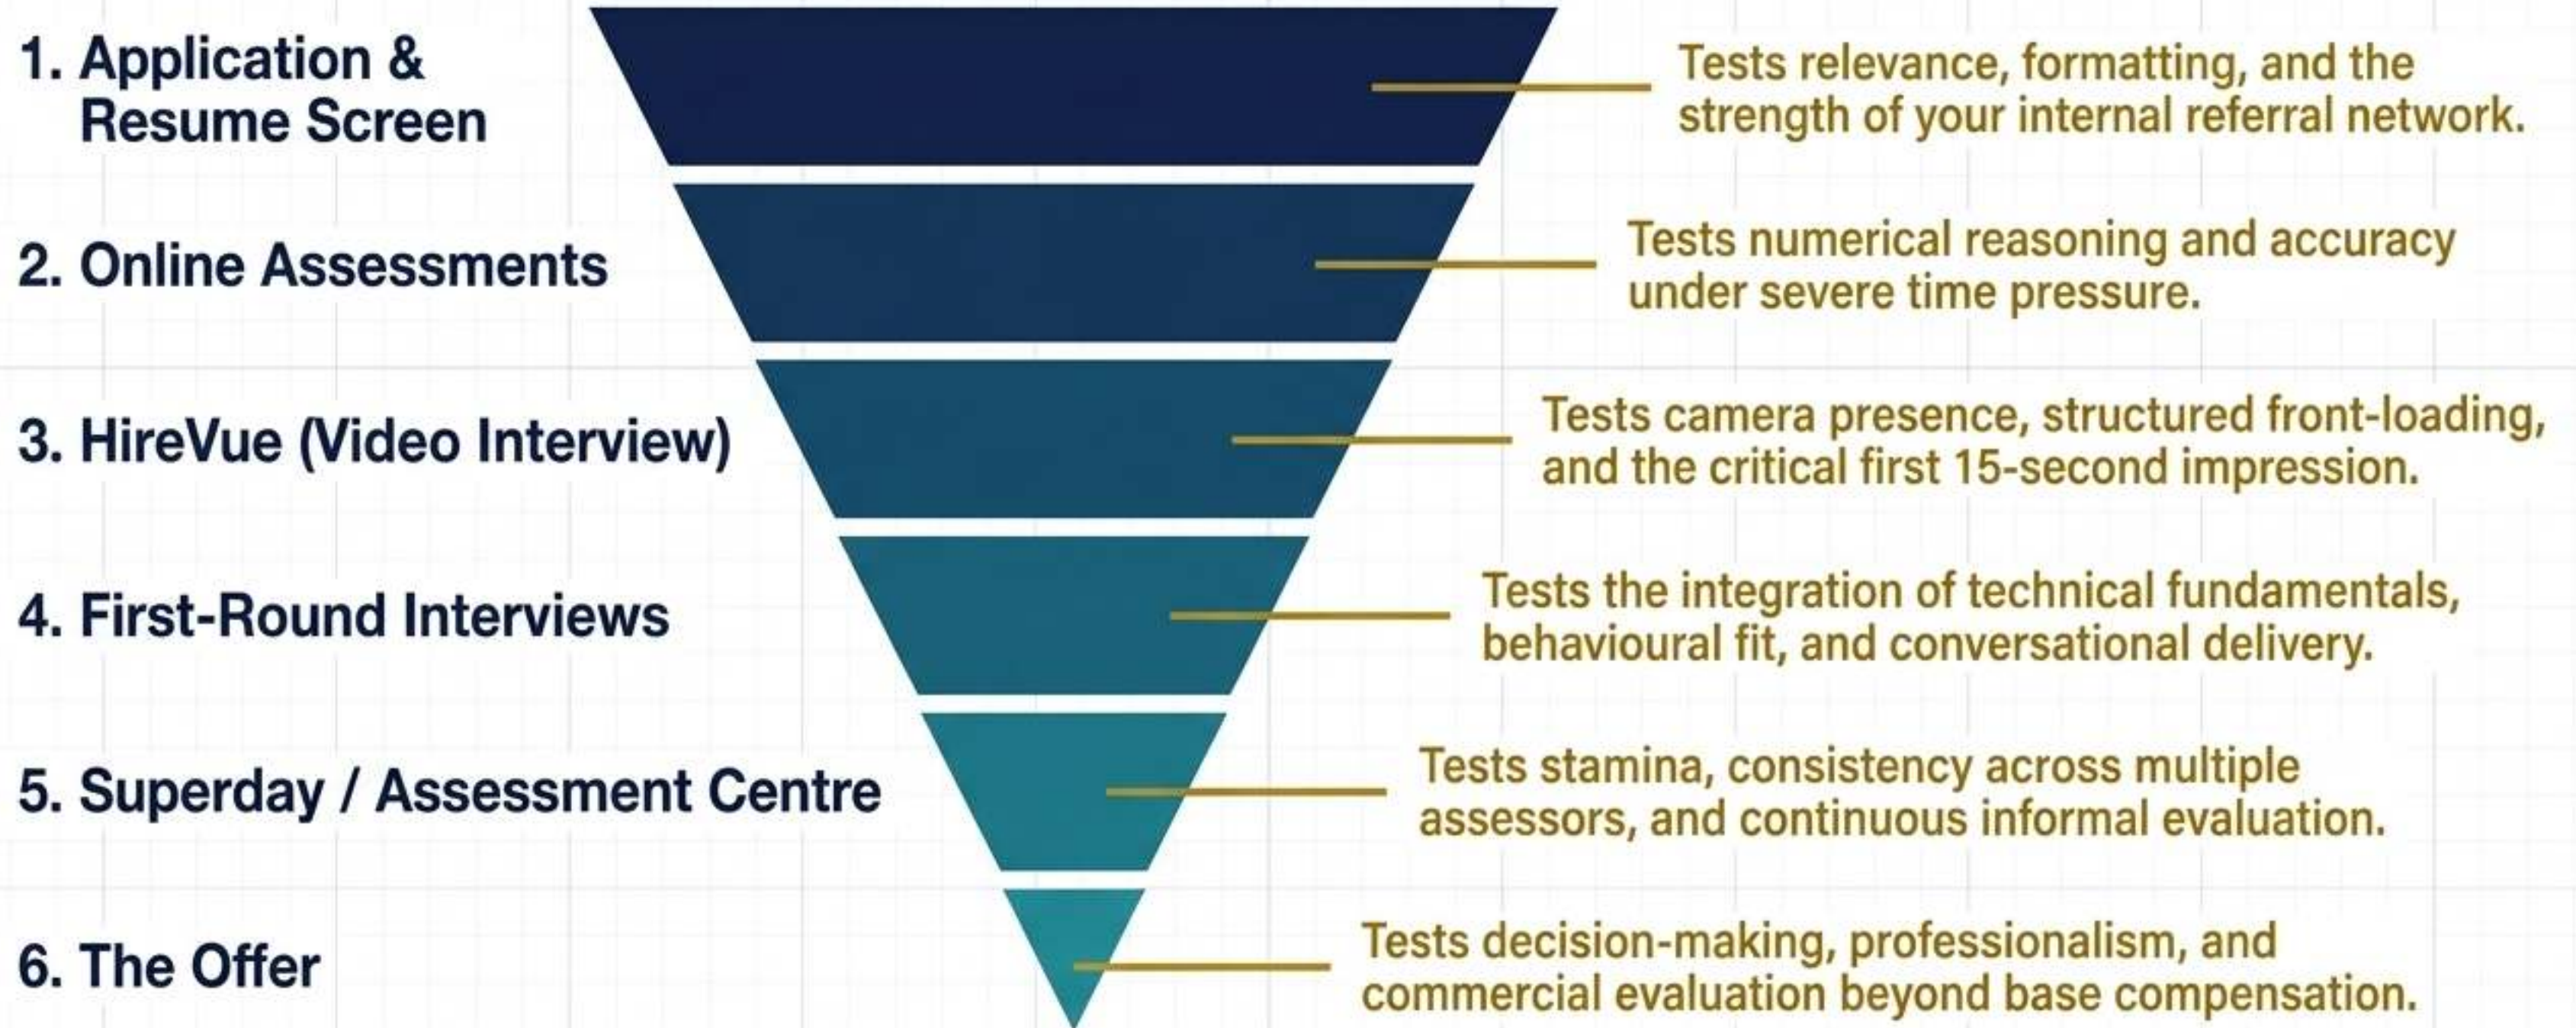 1. Application &
Resume Screen
Tests relevance, formatting, and the
strength of your internal referral network.
2. Online Assessments
Tests numerical reasoning and accuracy
under severe time pressure.
3. HireVue (Video Interview)
Tests camera presence, structured front-loading,
and the critical first 15-second impression.
4. First-Round Interviews
Tests the integration of technical fundamentals,
behavioural fit, and conversational delivery.
5. Superday / Assessment Centre
Tests stamina, consistency across multiple
assessors, and continuous informal evaluation.
6. The Offer
Tests decision-making, professionalism, and
commercial evaluation beyond base compensation.